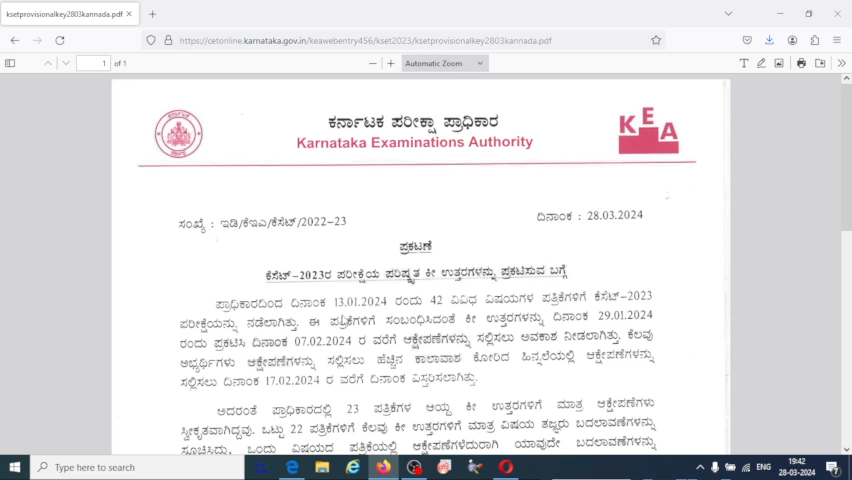 ksetprovisionalkey2803kannada.pdf
https://cetonline.karnataka.gov.in/keawebentry456/kset2023/ksetprovisionalkey2803kannada.pdf
1 of 1
Automatic Zoom
ಕರ್ನಾಟಕ ಪರೀಕ್ಷಾ ಪ್ರಾಧಿಕಾರ
Karnataka Examinations Authority
KEA
ಸಂಖ್ಯೆ : ಇಡಿ/ಕೆಇಎ/ಕೆಸೆಟ್/2022-23
ದಿನಾಂಕ : 28.03.2024
ಪ್ರಕಟಣೆ
ಕೆಸೆಟ್-2023ರ ಪರೀಕ್ಷೆಯ ಪರಿಷ್ಕೃತ ಕೀ ಉತ್ತರಗಳನ್ನು ಪ್ರಕಟಿಸುವ ಬಗ್ಗೆ
ಪ್ರಾಧಿಕಾರದಿಂದ ದಿನಾಂಕ 13.01.2024 ರಂದು 42 ವಿವಿಧ ವಿಷಯಗಳ ಪತ್ರಿಕೆಗಳಿಗೆ ಕೆಸೆಟ್-2023
ಪರೀಕ್ಷೆಯನ್ನು ನಡೆಲಾಗಿತ್ತು. ಈ ಪತ್ರಿಕೆಗಳಿಗೆ ಸಂಬಂಧಿಸಿದಂತೆ ಕೀ ಉತ್ತರಗಳನ್ನು ದಿನಾಂಕ 29.01.2024
ರಂದು ಪ್ರಕಟಿಸಿ ದಿನಾಂಕ 07.02.2024 ರ ವರೆಗೆ ಆಕ್ಷೇಪಣೆಗಳನ್ನು ಸಲ್ಲಿಸಲು ಅವಕಾಶ ನೀಡಲಾಗಿತ್ತು. ಕೆಲವು
ಅಭ್ಯರ್ಥಿಗಳು ಆಕ್ಷೇಪಣೆಗಳನ್ನು ಸಲ್ಲಿಸಲು ಹೆಚ್ಚಿನ ಕಾಲಾವಾಶ ಕೋರಿದ ಹಿನ್ನಲೆಯಲ್ಲಿ ಆಕ್ಷೇಪಣೆಗಳನ್ನು
ಸಲ್ಲಿಸಲು ದಿನಾಂಕ 17.02.2024 ರ ವರೆಗೆ ದಿನಾಂಕ ವಿಸ್ತರಿಸಲಾಗಿತ್ತು.
ಅದರಂತೆ ಪ್ರಾಧಿಕಾರದಲ್ಲಿ 23 ಪತ್ರಿಕೆಗಳ ಆಯ್ದ ಕೀ ಉತ್ತರಗಳಿಗೆ ಮಾತ್ರ ಆಕ್ಷೇಪಣೆಗಳು
ಸ್ವೀಕೃತವಾಗಿದ್ದವು. ಒಟ್ಟು 22 ಪತ್ರಿಕೆಗಳಿಗೆ ಕೆಲವು ಕೀ ಉತ್ತರಗಳಿಗೆ ಮಾತ್ರ ವಿಷಯ ತಜ್ಞರು ಬದಲಾವಣೆಗಳನ್ನು
ಸೂಚಿಸಿದ್ದು, ಒಂದು ವಿಷಯದ ಪತ್ರಿಕೆಯಲ್ಲಿ ಆಕ್ಷೇಪಣೆಗಳೆದುರಾಗಿ ಯಾವುದೇ ಬದಲಾವಣೆಗಳನ್ನು
Type here to search
ENG
19:42
28-03-2024